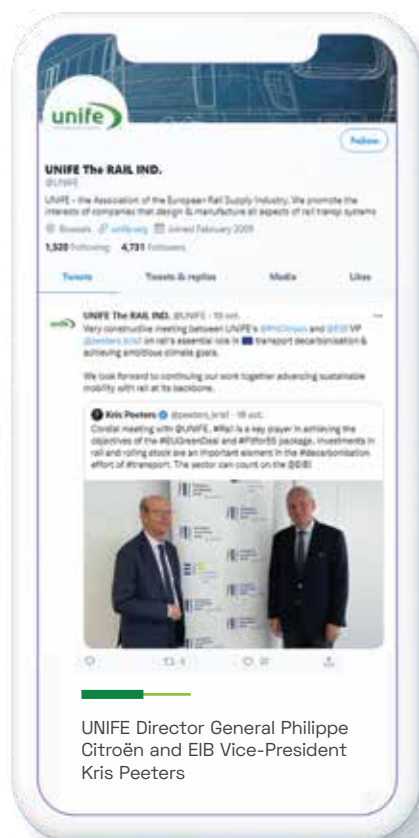 unife
Follow
UNIFE The RAIL IND.
@UNIFE
UNIFE - the Association of the European Rail Supply Industry. We promote the
interests of companies that design & manufacture all aspects of rail transp systems
Brussels unife.org Joined February 2009
1,520 Following 4,731 Followers
Tweets Tweets & replies Media Likes
UNIFE The RAIL IND. @UNIFE
Very constructive meeting between UNIFE's @PhCitroen and @EIB VP
@peeters_kris1 on rail's essential role in transport decarbonisation &
achieving ambitious climate goals.
We look forward to continuing our work together advancing sustainable
mobility with rail at its backbone.
Kris Peeters @peeters_kris1 · 18 oct.
Cordial meeting with @UNIFE. #Rail is a key player in achieving the
objectives of the #EUGreenDeal and #Fitfor55 package. Investments in
rail and rolling stock are an important element in the #decarbonisation
effort of #transport. The sector can count on the @EIB!
UNIFE Director General Philippe
Citroën and EIB Vice-President
Kris Peeters